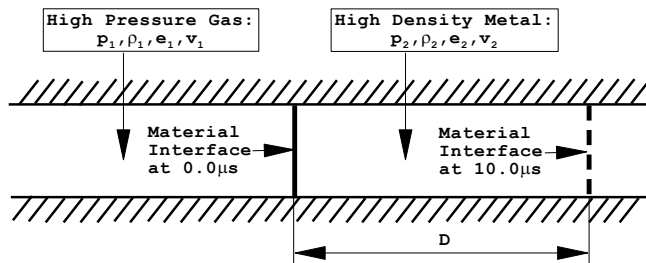 High Pressure Gas:
p₁,ρ₁,e₁,v₁
High Density Metal:
p₂,ρ₂,e₂,v₂
Material
Interface
at 0.0μs
Material
Interface
at 10.0μs
D